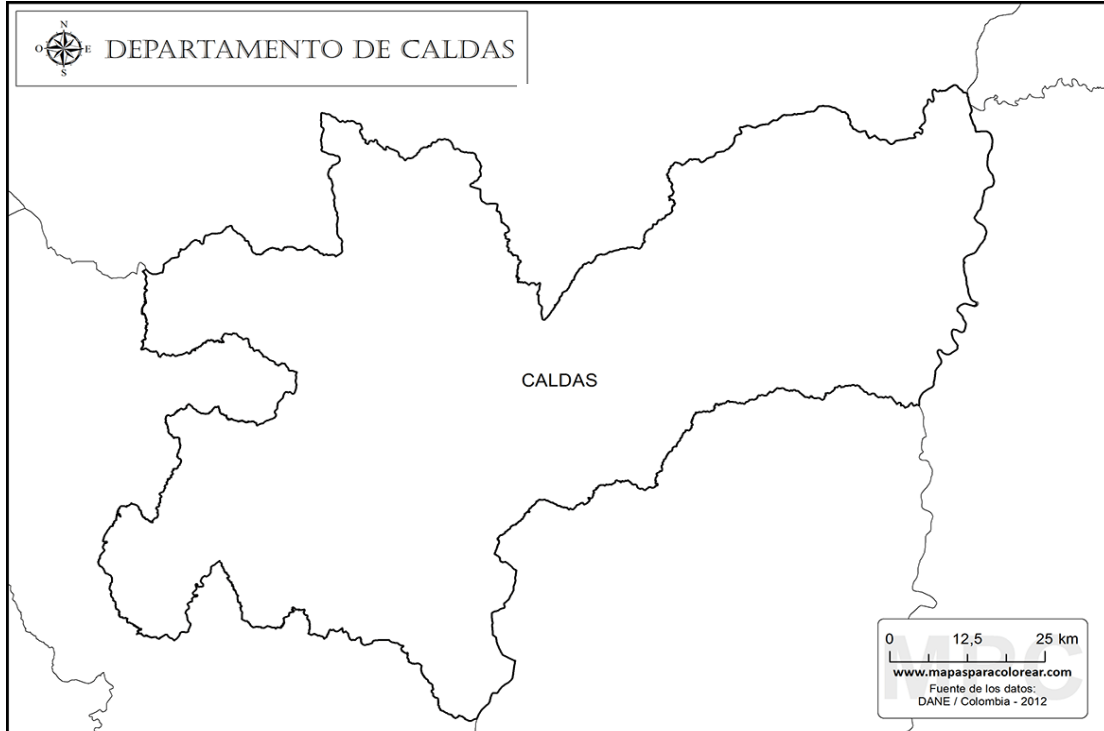 N
O E
S
DEPARTAMENTO DE CALDAS
CALDAS
0 12,5 25 km
MPC
www.mapasparacolorear.com
Fuente de los datos:
DANE / Colombia - 2012